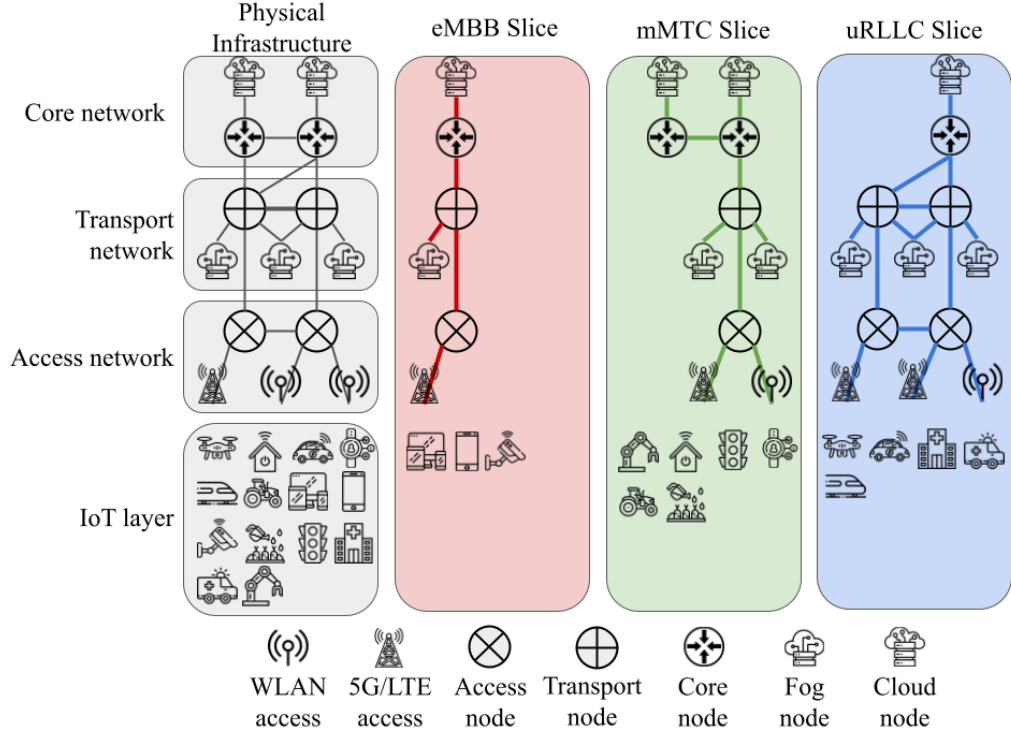 Physical
Infrastructure
eMBB Slice
mMTC Slice
uRLLC Slice
Core network
Transport
network
Access network
IoT layer
WLAN
access
5G/LTE
access
Access
node
Transport
node
Core
node
Fog
node
Cloud
node